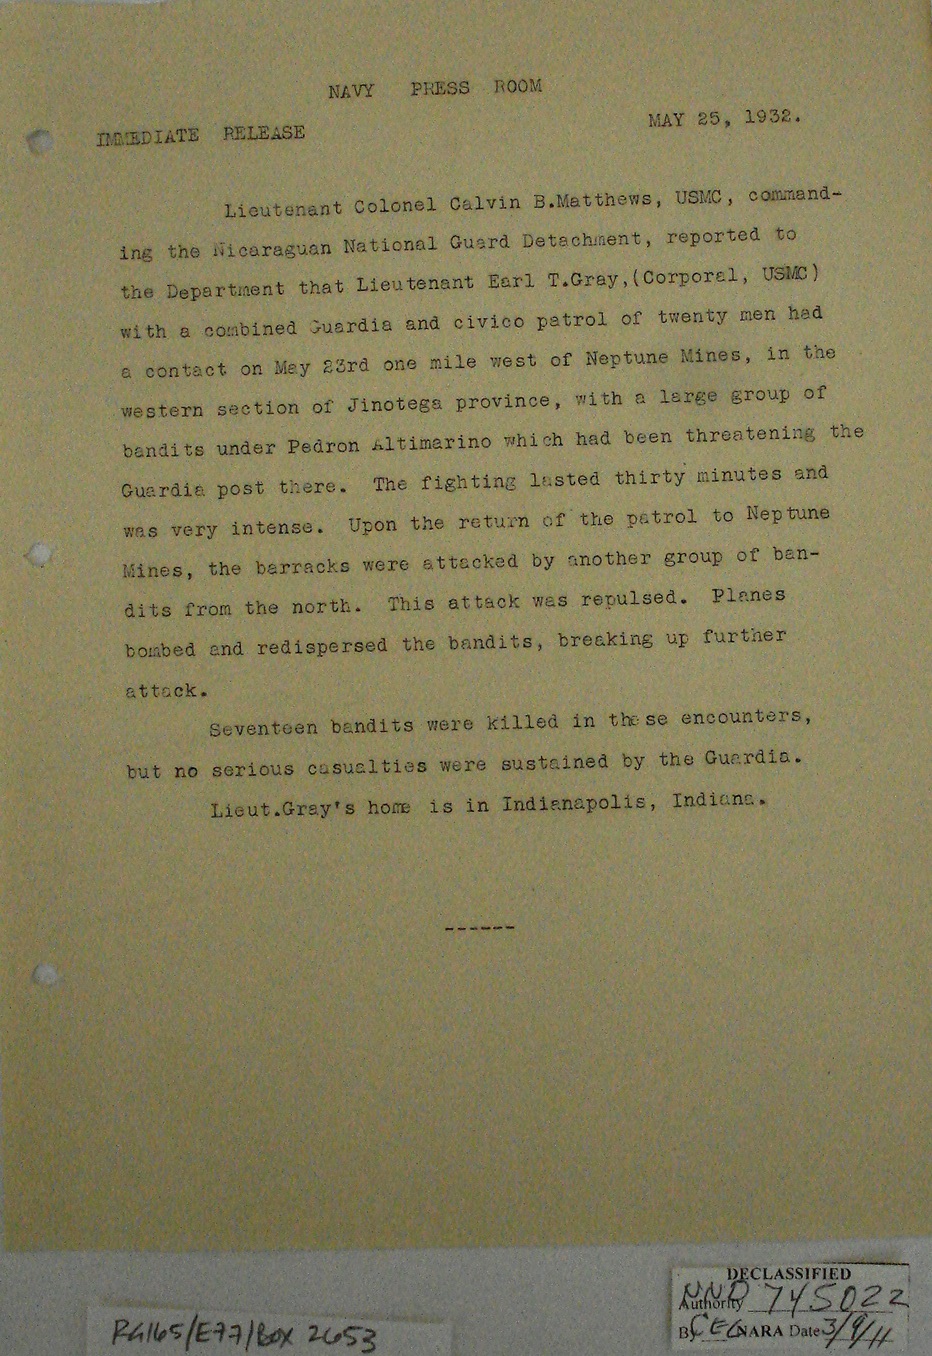 NAVY PRESS ROOM
MAY 25, 1932.
IMMEDIATE RELEASE
Lieutenant Colonel Calvin B.Matthews, USMC, command-
ing the Nicaraguan National Guard Detachment, reported to
the Department that Lieutenant Earl T.Gray,(Corporal, USMC)
with a combined Guardia and civico patrol of twenty men had
a contact on May 23rd one mile west of Neptune Mines, in the
western section of Jinotega province, with a large group of
bandits under Pedron Altimarino which had been threatening the
Guardia post there. The fighting lasted thirty minutes and
was very intense. Upon the return of the patrol to Neptune
Mines, the barracks were attacked by another group of ban-
dits from the north. This attack was repulsed. Planes
bombed and redispersed the bandits, breaking up further
attack.
Seventeen bandits were killed in these encounters,
but no serious casualties were sustained by the Guardia.
Lieut.Gray's home is in Indianapolis, Indiana.
------
DECLASSIFIED
Authority NND 745022
By CEG NARA Date 3/9/11
RG165/E77/BOX 2653